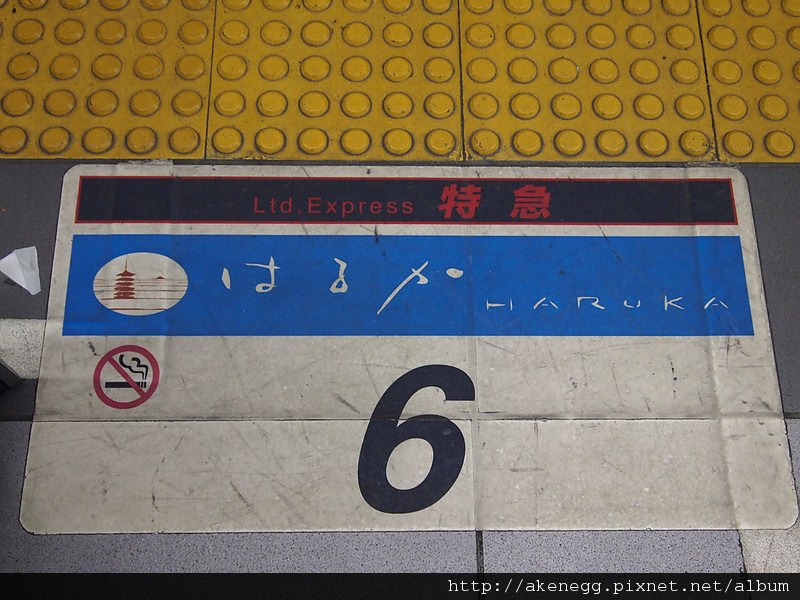 Ltd.Express 特急
はるか HARUKA
6
http://akenegg.pixnet.net/album